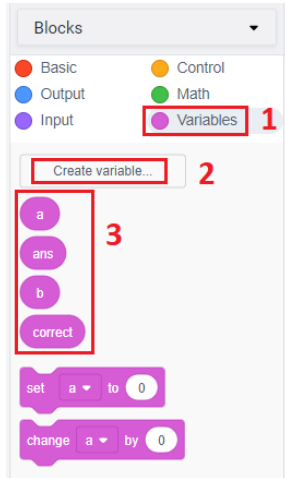 Blocks
Basic Control
Output Math
Input Variables 1
Create variable... 2
a
ans 3
b
correct
set a to 0
change a by 0